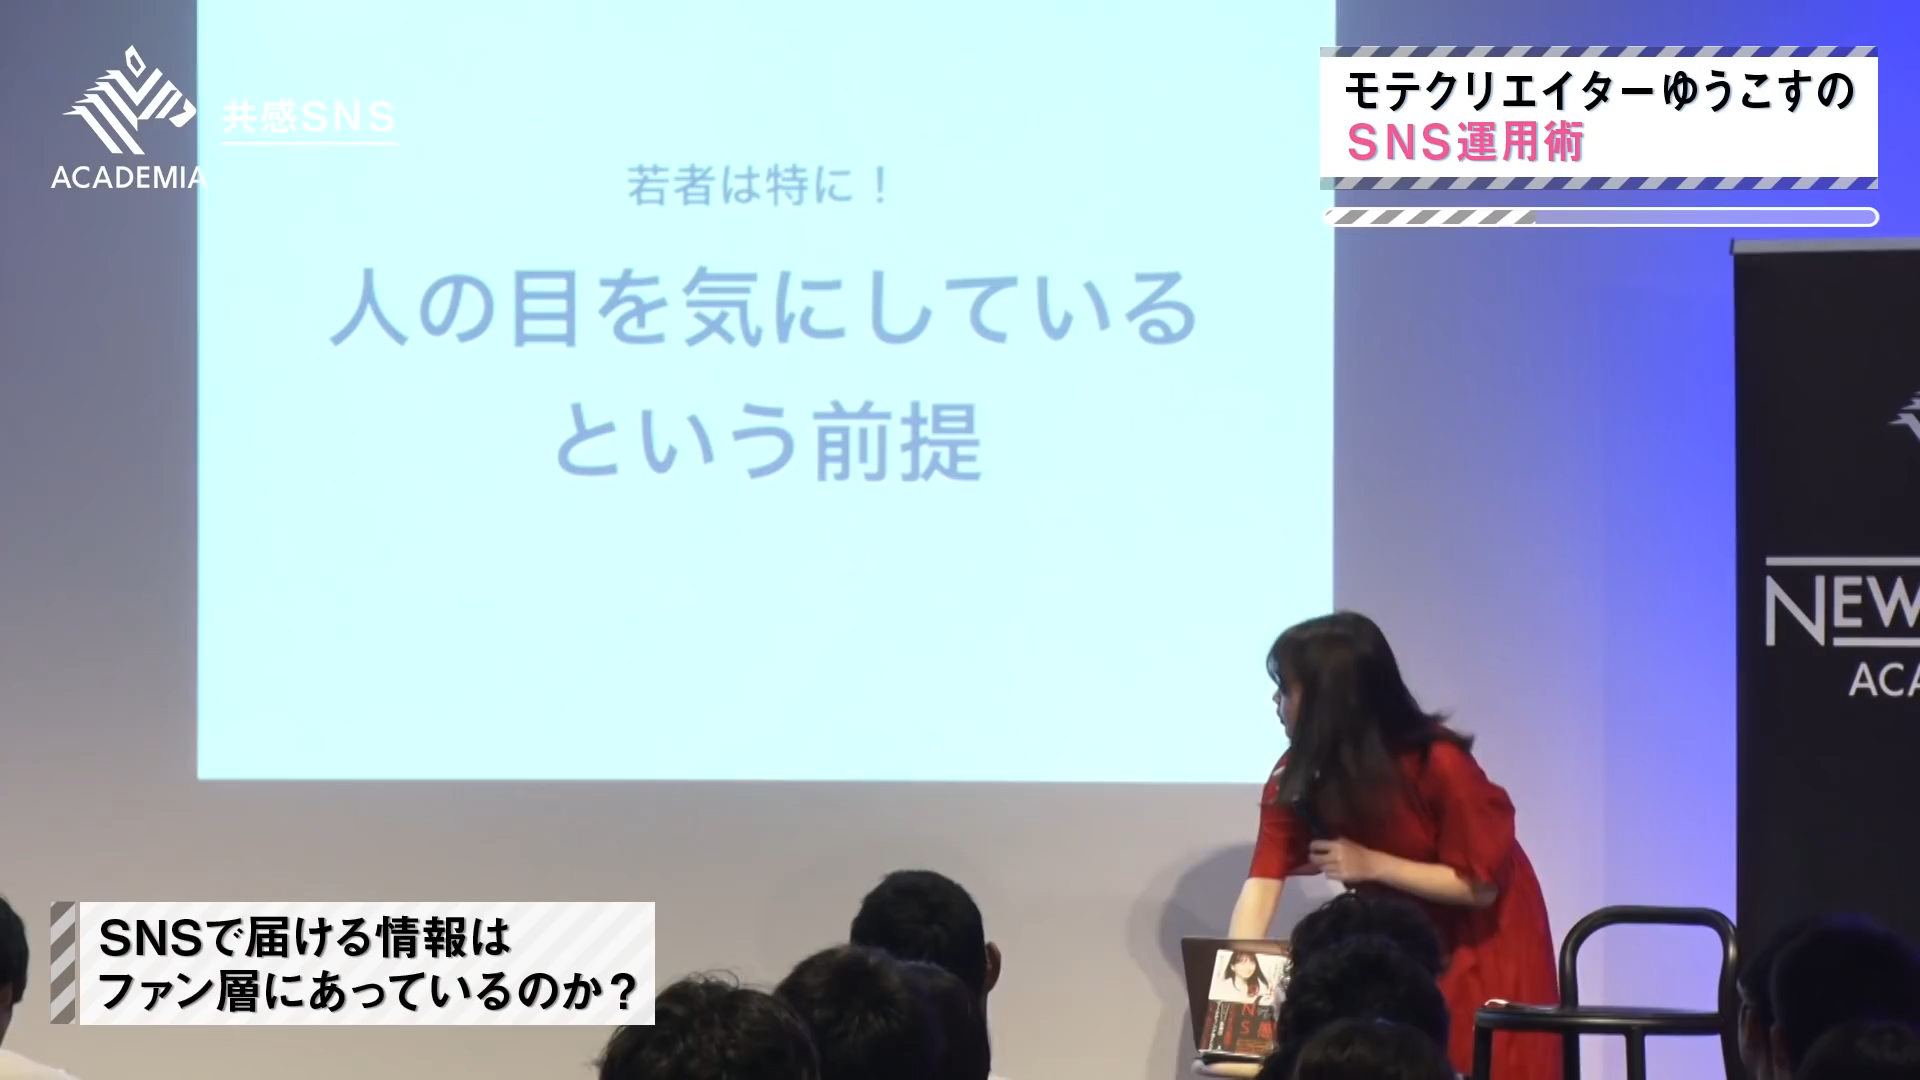 ACADEMIA
共感SNS
モテクリエイターゆうこすの
SNS運用術
若者は特に！
人の目を気にしている
という前提
NEW
ACA
SNSで届ける情報は
ファン層にあっているのか？